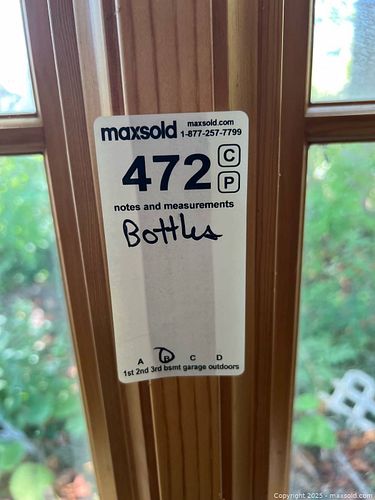 maxsold maxsold.com
1-877-257-7799
472 C
P
notes and measurements
Bottles
A B C D
1st 2nd 3rd bsmt garage outdoors
Copyright 2025 - maxsold.com